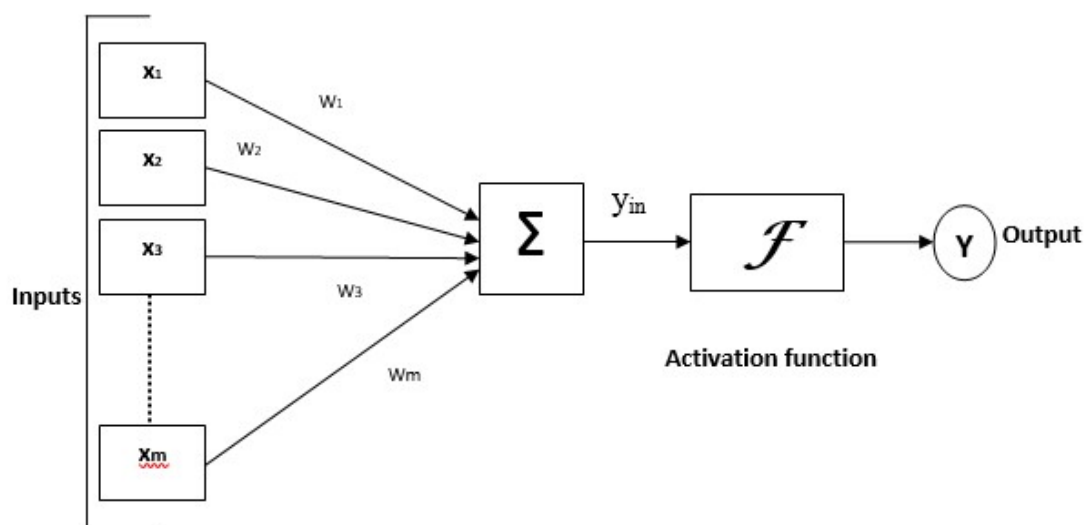 X1
W1
X2
W2
X3
W3
Inputs
Σ
yin
F
Y
Output
Activation function
Wm
Xm